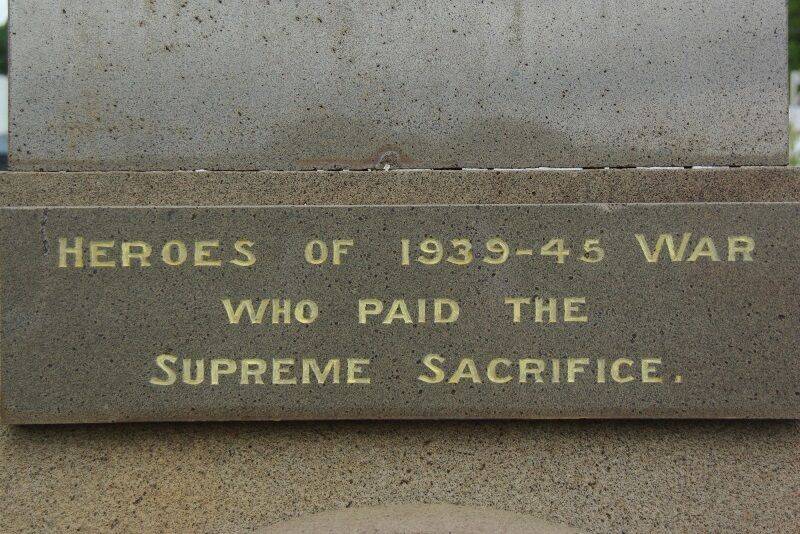 HEROES OF 1939-45 WAR
WHO PAID THE
SUPREME SACRIFICE.